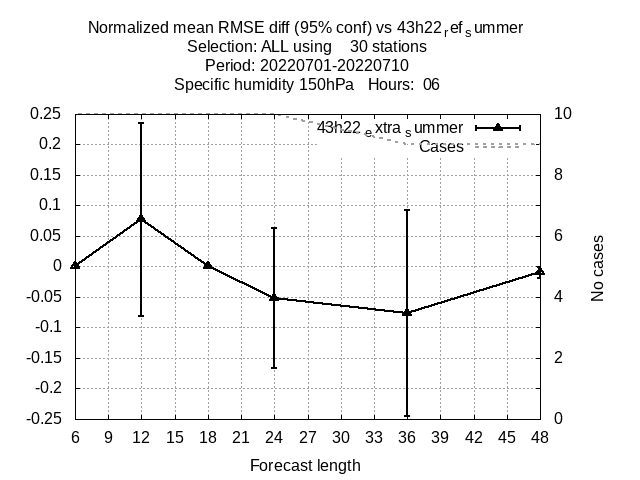 Normalized mean RMSE diff (95% conf) vs 43h22refsummer
Selection: ALL using 30 stations
Period: 20220701-20220710
Specific humidity 150hPa Hours: 06
43h22extrasummer
Cases
0.25
0.2
0.15
0.1
0.05
0
-0.05
-0.1
-0.15
-0.2
-0.25
10
8
6
4
2
0
No cases
6 9 12 15 18 21 24 27 30 33 36 39 42 45 48
Forecast length